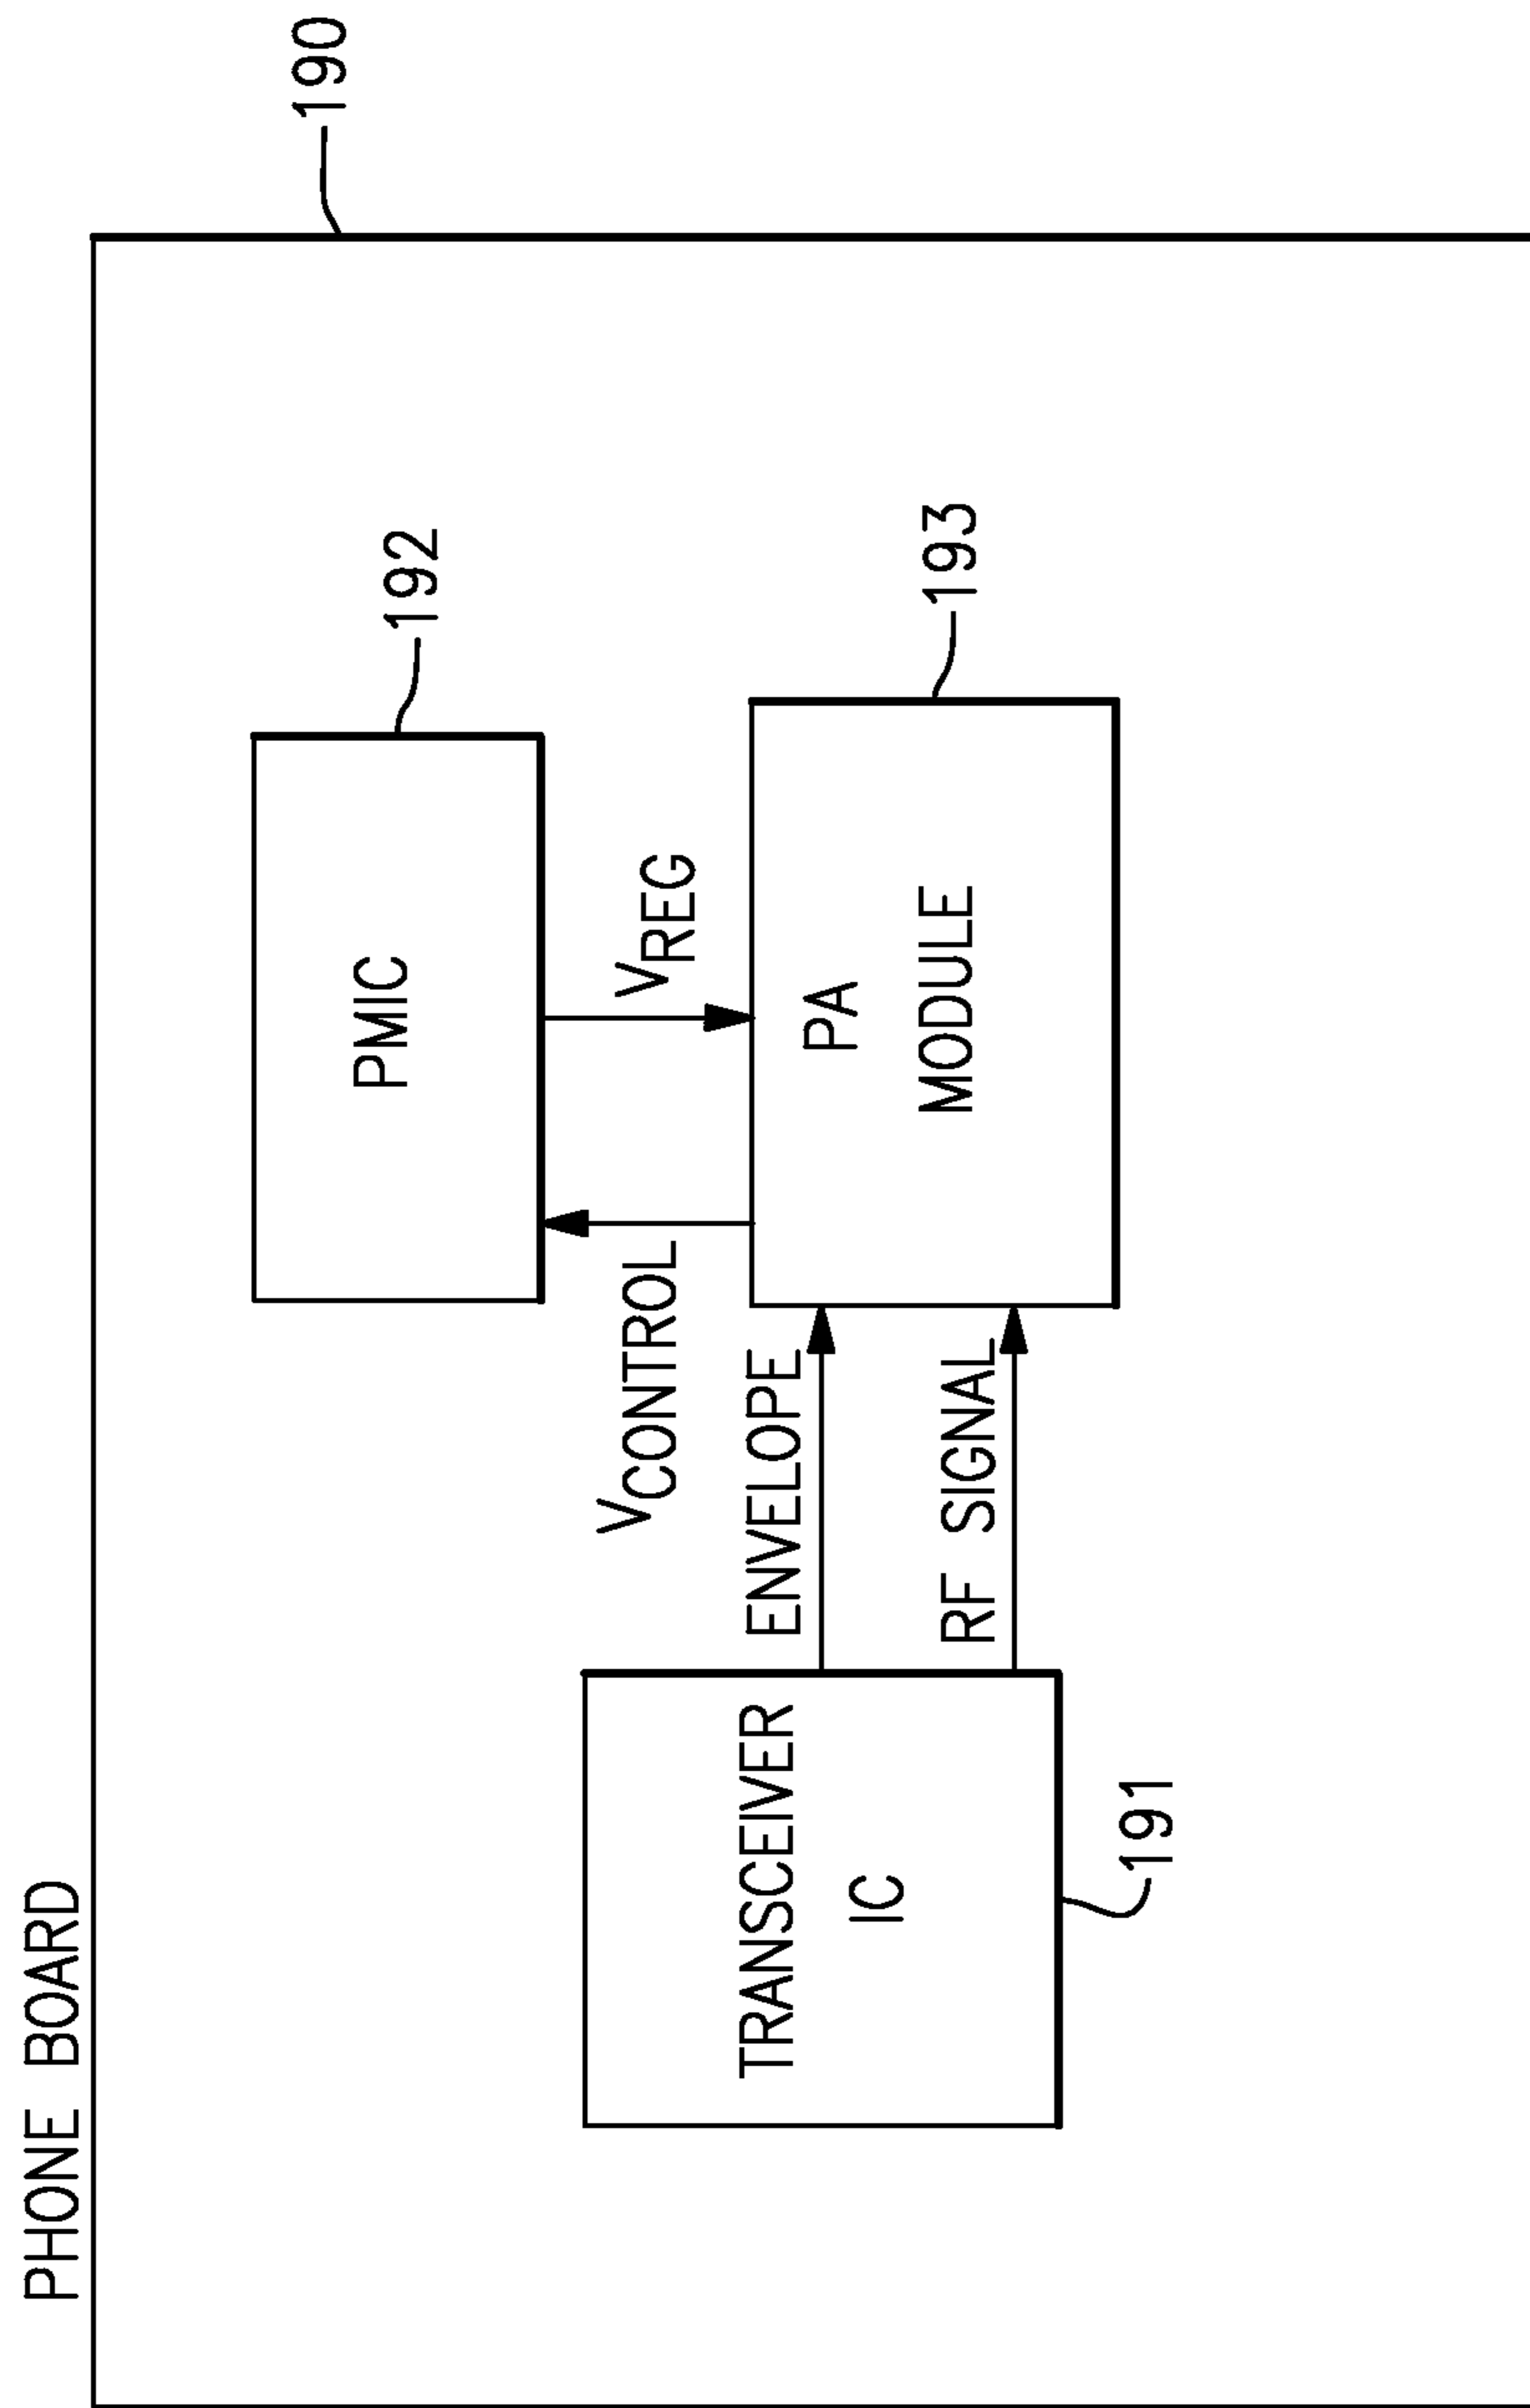 PHONE BOARD
190
PMIC
192
VCONTROL
VREG
ENVELOPE
RF SIGNAL
TRANSCEIVER
IC
191
PA
MODULE
193